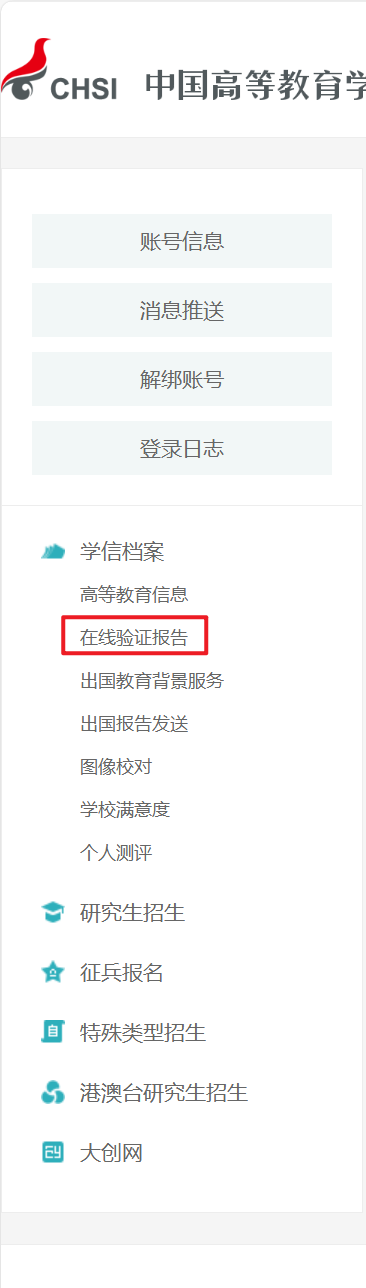 CHSI 中国高等教育学
账号信息
消息推送
解绑账号
登录日志
学信档案
高等教育信息
在线验证报告
出国教育背景服务
出国报告发送
图像校对
学校满意度
个人测评
研究生招生
征兵报名
特殊类型招生
港澳台研究生招生
大创网